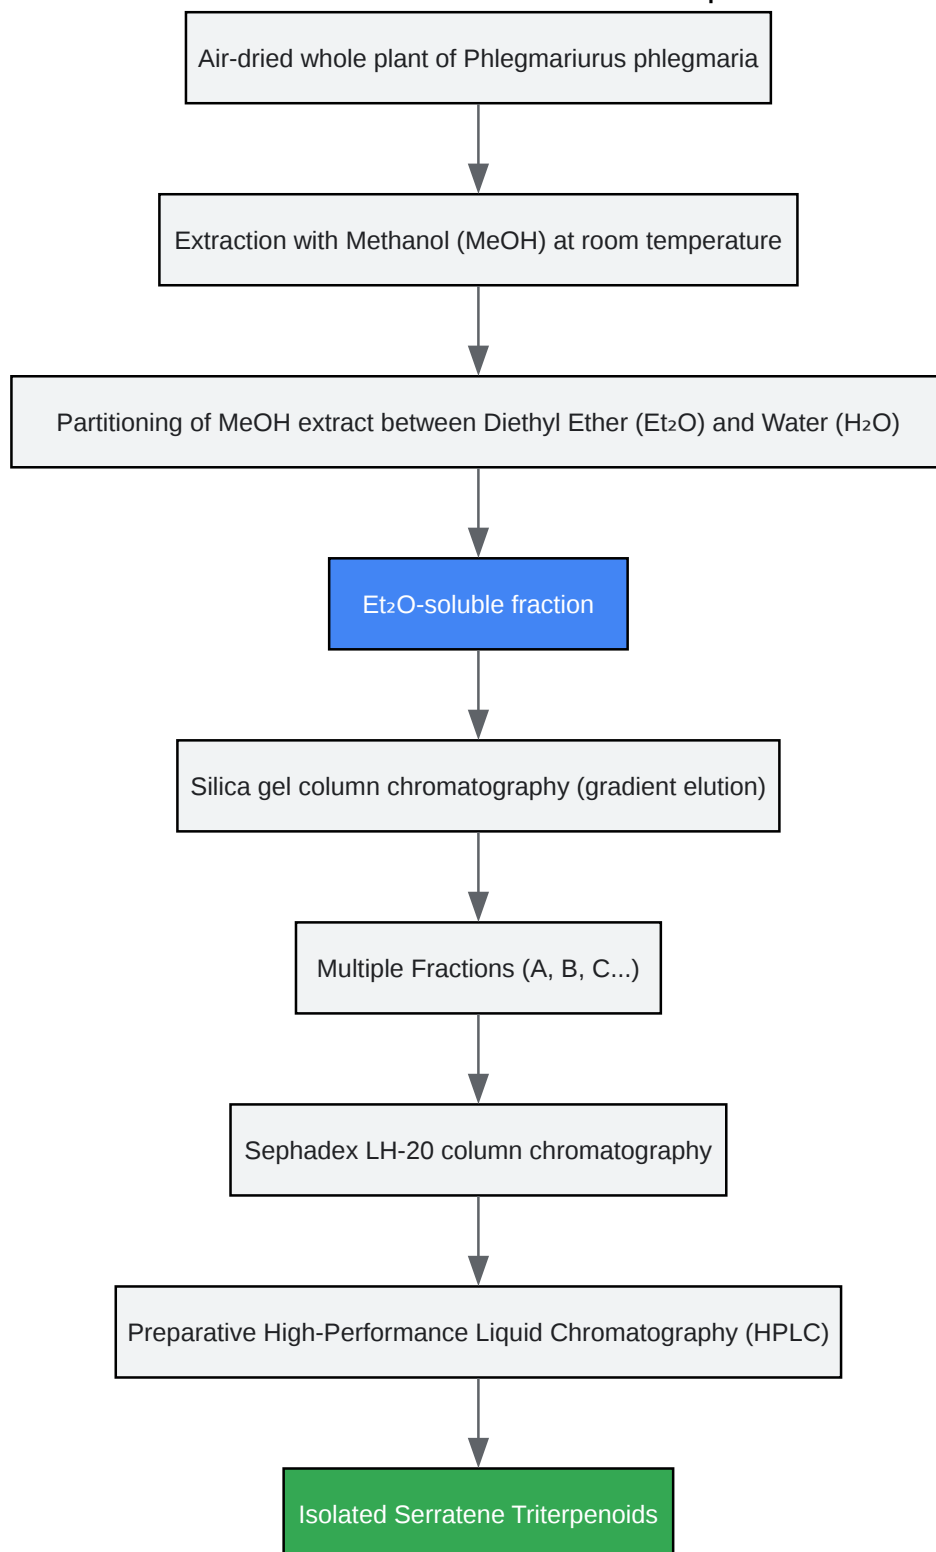 Air-dried whole plant of Phlegmariurus phlegmaria
Extraction with Methanol (MeOH) at room temperature
Partitioning of MeOH extract between Diethyl Ether (Et₂O) and Water (H₂O)
Et₂O-soluble fraction
Silica gel column chromatography (gradient elution)
Multiple Fractions (A, B, C...)
Sephadex LH-20 column chromatography
Preparative High-Performance Liquid Chromatography (HPLC)
Isolated Serratene Triterpenoids